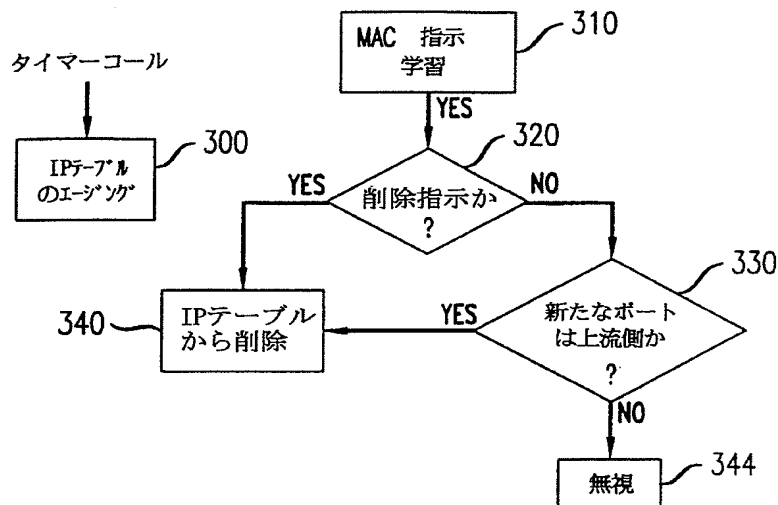 タイマーコール
IPテーブル
のエージング
300
MAC 指示
学習
310
YES
320
削除指示か
?
YES
NO
330
新たなポート
は上流側か
?
YES
340
IPテーブル
から削除
NO
無視
344